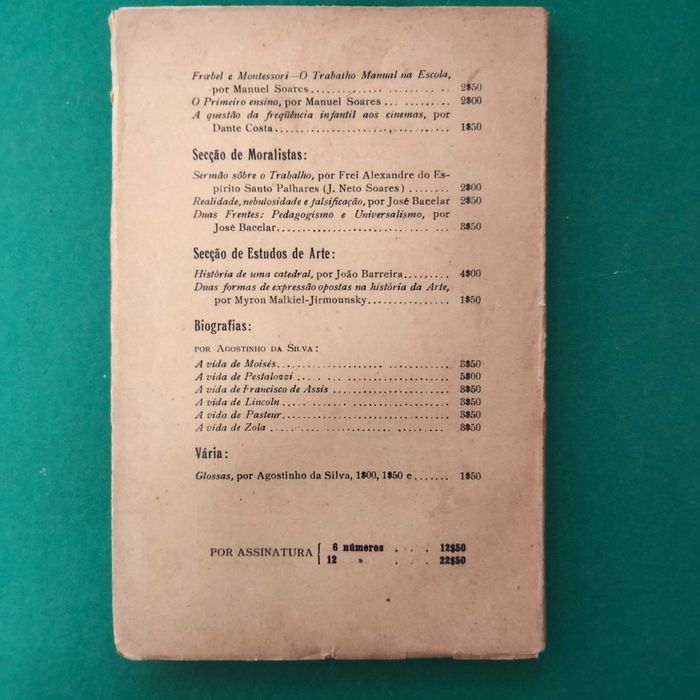 Frœbel e Montessori—O Trabalho Manual na Escola,
por Manuel Soares.............................. 2$50
O Primeiro ensino, por Manuel Soares ... .......... 2$00
A questão da freqüência infantil aos cinemas, por
Dante Costa........................................ 1$50
Secção de Moralistas:
Sermão sôbre o Trabalho, por Frei Alexandre do Es-
pírito Santo Palhares (J. Neto Soares) ........ 2$00
Realidade, nebulosidade e falsificação, por José Bacelar 2$50
Duas Frentes: Pedagogismo e Universalismo, por
José Bacelar................................... 3$50
Secção de Estudos de Arte:
História de uma catedral, por João Barreira......... 4$00
Duas formas de expressão opostas na história da Arte,
por Myron Malkiel-Jirmounsky................ 1$50
Biografias:
POR AGOSTINHO DA SILVA:
A vida de Moisés................................... 3$50
A vida de Pestalozzi .............................. 5$00
A vida de Francisco de Assis ...................... 3$50
A vida de Lincoln ................................. 3$50
A vida de Pasteur.................................. 3$50
A vida de Zola .................................... 3$50
Vária:
Glossas, por Agostinho da Silva, 1$00, 1$50 e....... 1$50
POR ASSINATURA { 6 números . . . 12$50
12 » . . . 22$50